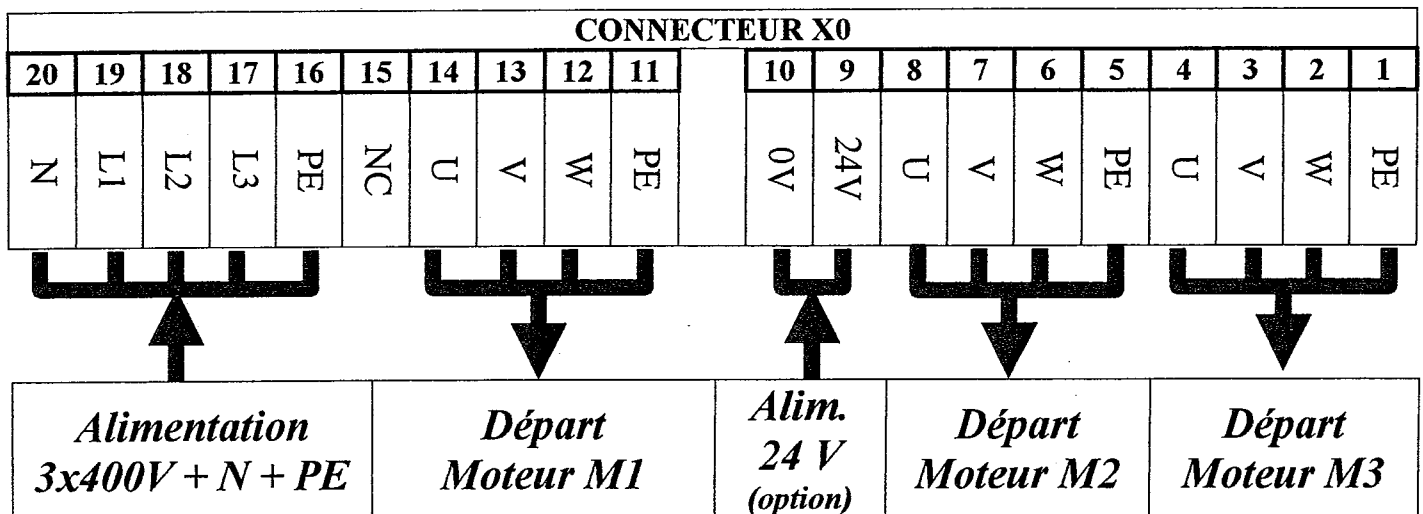 CONNECTEUR X0
20 19 18 17 16 15 14 13 12 11 10 9 8 7 6 5 4 3 2 1
N L1 L2 L3 PE NC U V W PE 0V 24V U V W PE U V W PE
Alimentation
3x400V + N + PE
Départ
Moteur M1
Alim.
24 V
(option)
Départ
Moteur M2
Départ
Moteur M3